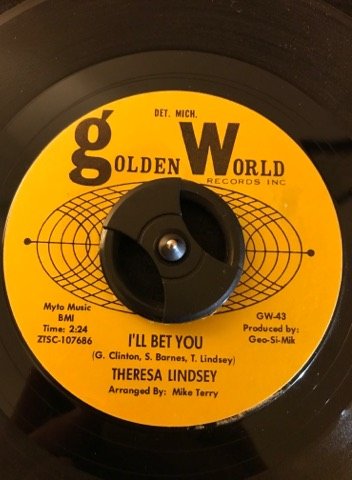 DET. MICH.
golden World
RECORDS INC
Myto Music
BMI
Time: 2:24
ZTSC-107686
GW-43
Produced by:
Geo-Si-Mik
I'LL BET YOU
(G. Clinton, S. Barnes, T. Lindsey)
THERESA LINDSEY
Arranged By: Mike Terry